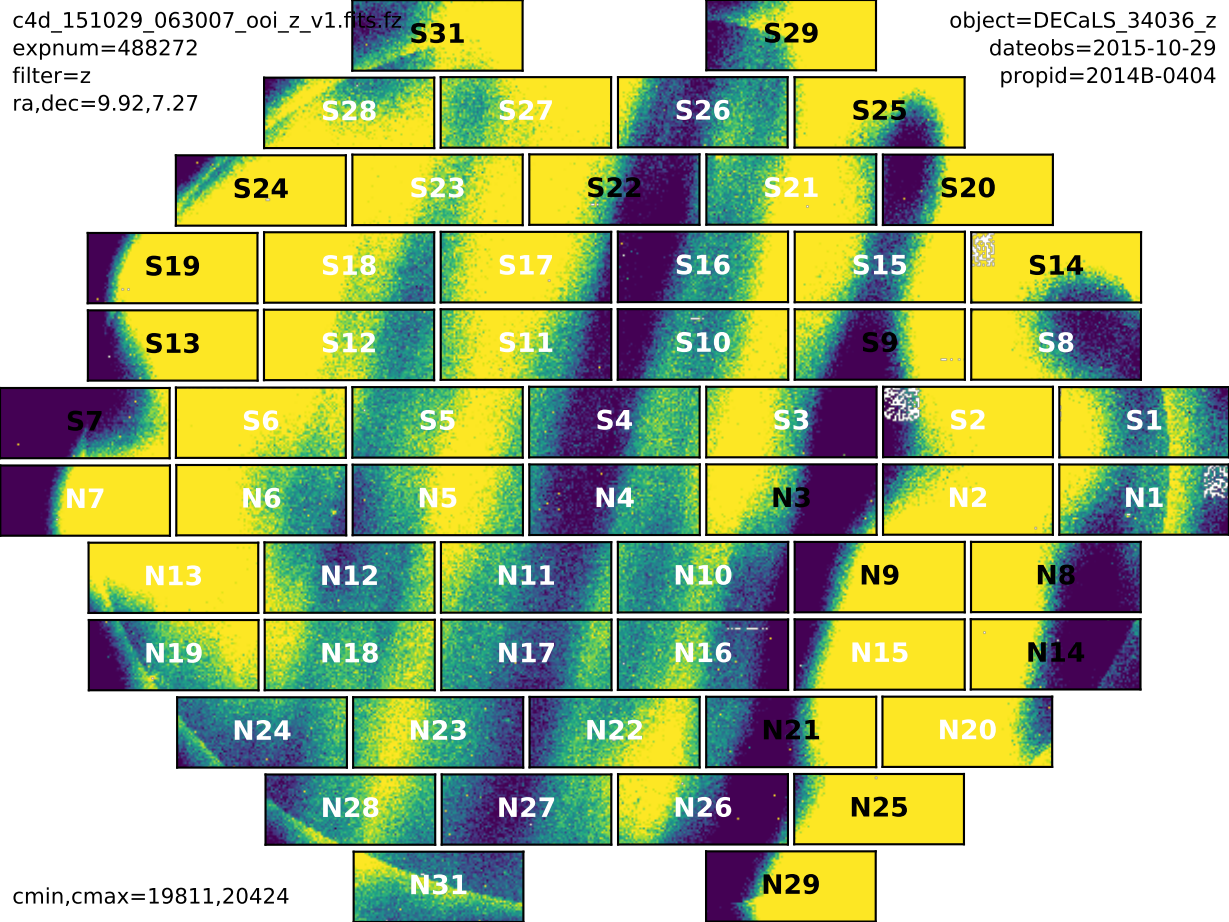 c4d_151029_063007_ooi_z_v1.fits.fz
expnum=488272
filter=z
ra,dec=9.92,7.27
object=DECaLS_34036_z
dateobs=2015-10-29
propid=2014B-0404
S31 S29
S28 S27 S26 S25
S24 S23 S22 S21 S20
S19 S18 S17 S16 S15 S14
S13 S12 S11 S10 S9 S8
S7 S6 S5 S4 S3 S2 S1
N7 N6 N5 N4 N3 N2 N1
N13 N12 N11 N10 N9 N8
N19 N18 N17 N16 N15 N14
N24 N23 N22 N21 N20
N28 N27 N26 N25
N31 N29
cmin,cmax=19811,20424